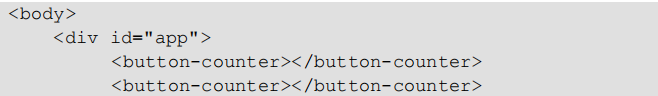 <body>
<div id="app">
<button-counter></button-counter>
<button-counter></button-counter>